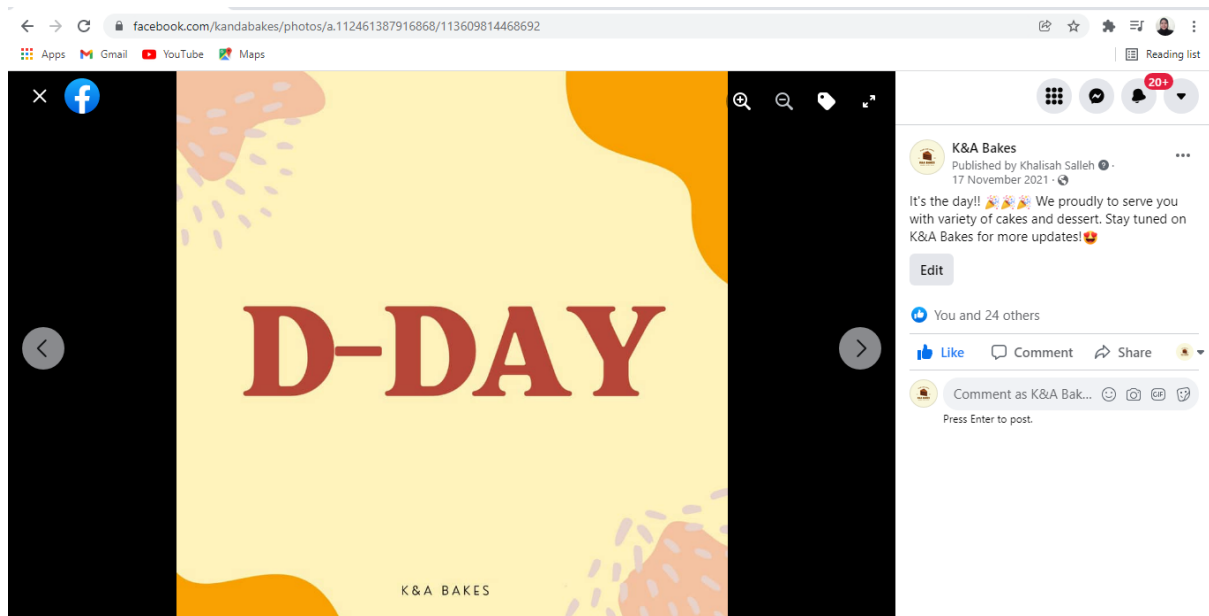 facebook.com/kandabakes/photos/a.112461387916868/113609814468692
Apps Gmail YouTube Maps
Reading list
20+
D-DAY
K&A BAKES
K&A Bakes
Published by Khalisah Salleh ·
17 November 2021 ·
It's the day!! 🎉🎉🎉 We proudly to serve you
with variety of cakes and dessert. Stay tuned on
K&A Bakes for more updates!🤩
Edit
You and 24 others
Like Comment Share
Comment as K&A Bak...
GIF
Press Enter to post.